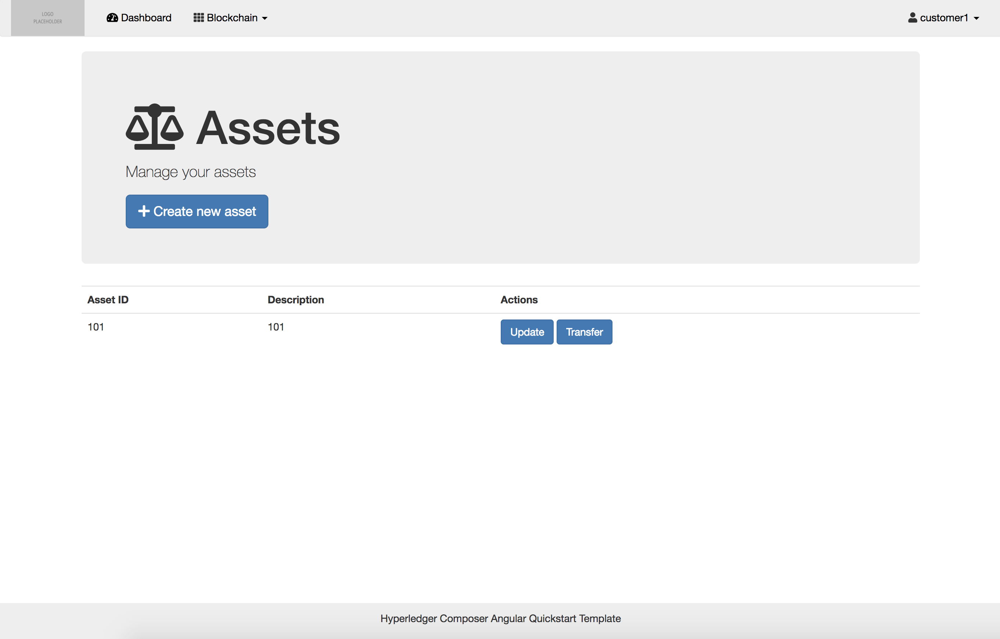 LOGO
PLACEHOLDER
Dashboard
Blockchain
customer1
Assets
Manage your assets
Create new asset
Asset ID Description Actions
101 101 Update Transfer
Hyperledger Composer Angular Quickstart Template